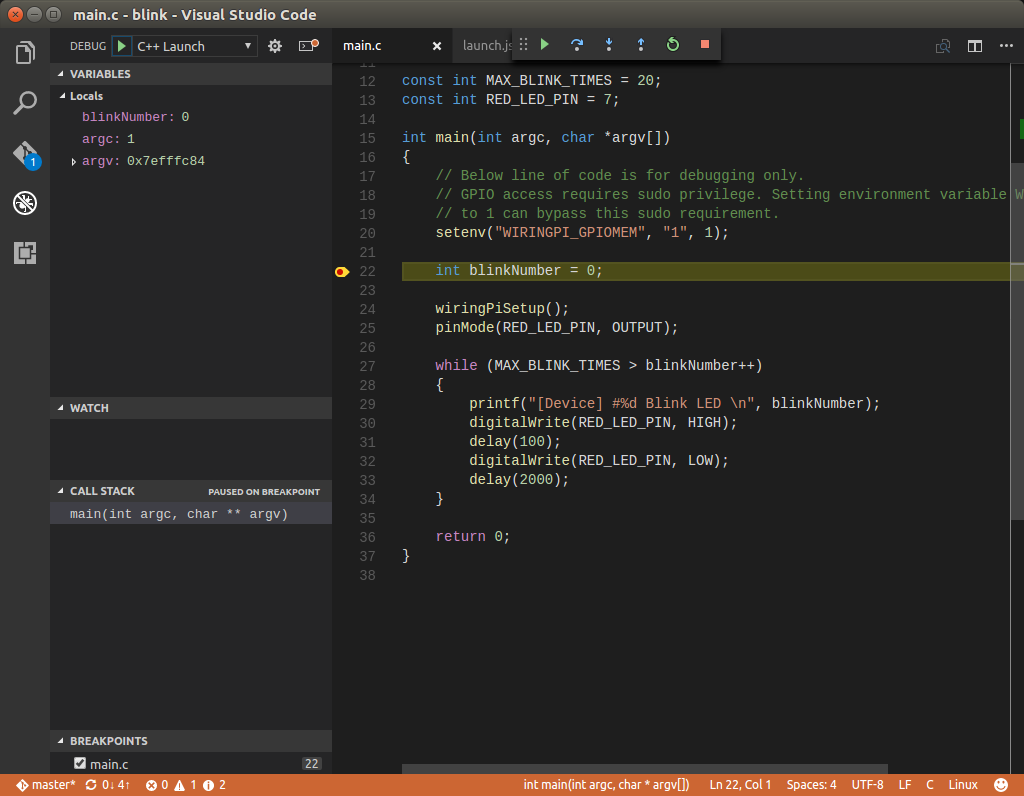 main.c - blink - Visual Studio Code
DEBUG C++ Launch
main.c launch.js
VARIABLES
Locals
blinkNumber: 0
argc: 1
argv: 0x7efffc84
1
WATCH
CALL STACK PAUSED ON BREAKPOINT
main(int argc, char ** argv)
BREAKPOINTS
main.c 22
11
12 const int MAX_BLINK_TIMES = 20;
13 const int RED_LED_PIN = 7;
14
15 int main(int argc, char *argv[])
16 {
17 // Below line of code is for debugging only.
18 // GPIO access requires sudo privilege. Setting environment variable W
19 // to 1 can bypass this sudo requirement.
20 setenv("WIRINGPI_GPIOMEM", "1", 1);
21
22 int blinkNumber = 0;
23
24 wiringPiSetup();
25 pinMode(RED_LED_PIN, OUTPUT);
26
27 while (MAX_BLINK_TIMES > blinkNumber++)
28 {
29 printf("[Device] #%d Blink LED \n", blinkNumber);
30 digitalWrite(RED_LED_PIN, HIGH);
31 delay(100);
32 digitalWrite(RED_LED_PIN, LOW);
33 delay(2000);
34 }
35
36 return 0;
37 }
38
master* 0↓ 4↑ 0 1 2 int main(int argc, char * argv[]) Ln 22, Col 1 Spaces: 4 UTF-8 LF C Linux